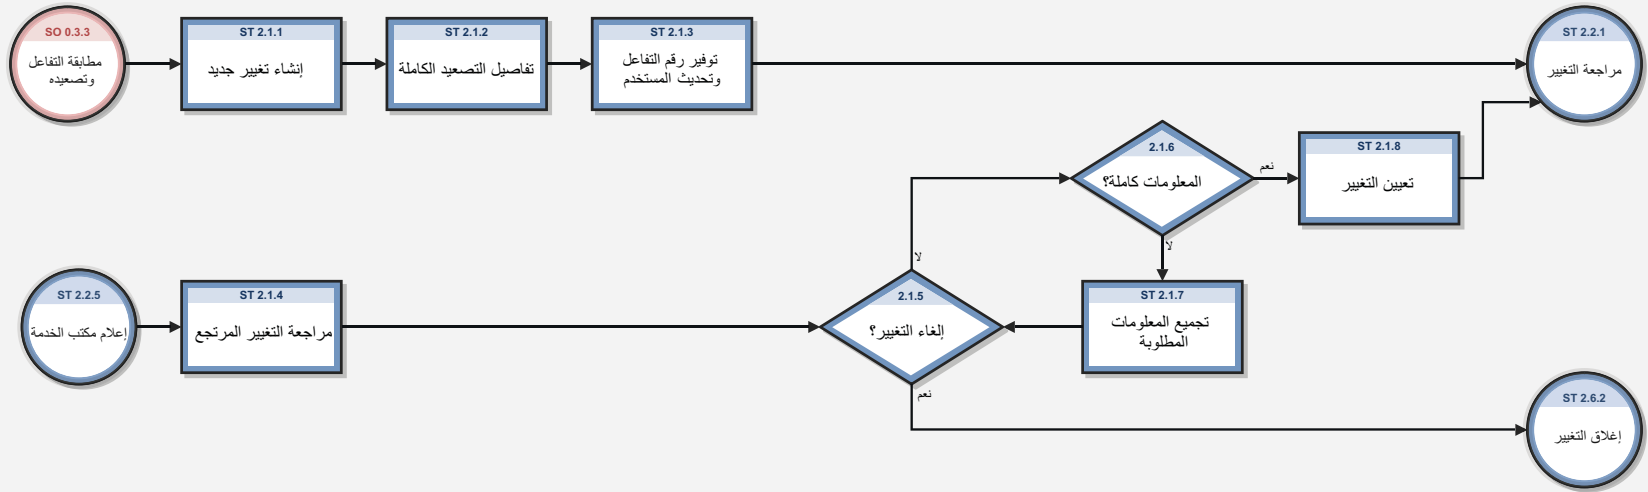 SO 0.3.3
مطابقة التفاعل
وتصعيده
ST 2.1.1
إنشاء تغيير جديد
ST 2.1.2
تفاصيل التصعيد الكاملة
ST 2.1.3
توفير رقم التفاعل
وتحديث المستخدم
ST 2.2.1
مراجعة التغيير
2.1.6
المعلومات كاملة؟
نعم
لا
ST 2.1.8
تعيين التغيير
ST 2.2.5
إعلام مكتب الخدمة
ST 2.1.4
مراجعة التغيير المرتجع
2.1.5
إلغاء التغيير؟
لا
نعم
ST 2.1.7
تجميع المعلومات
المطلوبة
ST 2.6.2
إغلاق التغيير